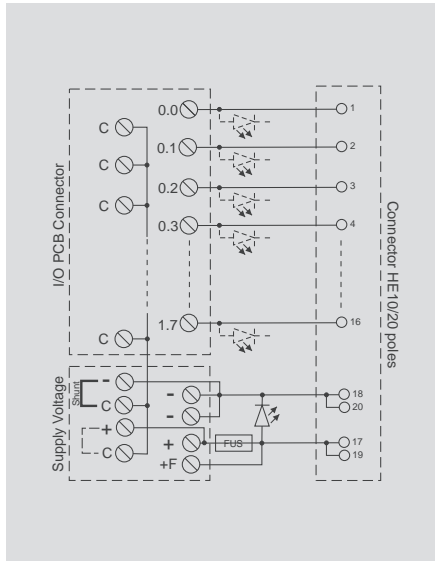 I/O PCB Connector
Connector HE10/20 poles
0.0 1
C
0.1 2
C
0.2 3
C
0.3 4
1.7 16
C
Supply Voltage
Shunt
- - 18
C - 20
+ + FUS 17
C +F 19